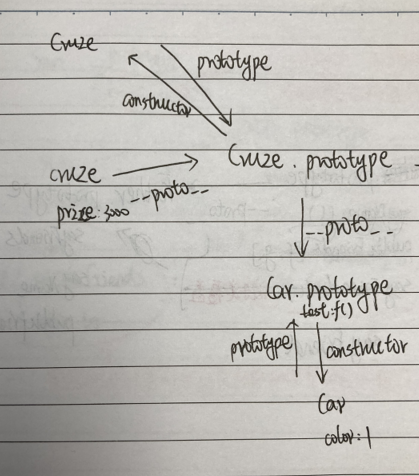 Cruze
prototype
constructor
Cruze.prototype
cruze
--proto--
prize:3000
--proto--
Car.prototype
test:f()
prototype
constructor
Car
color:1